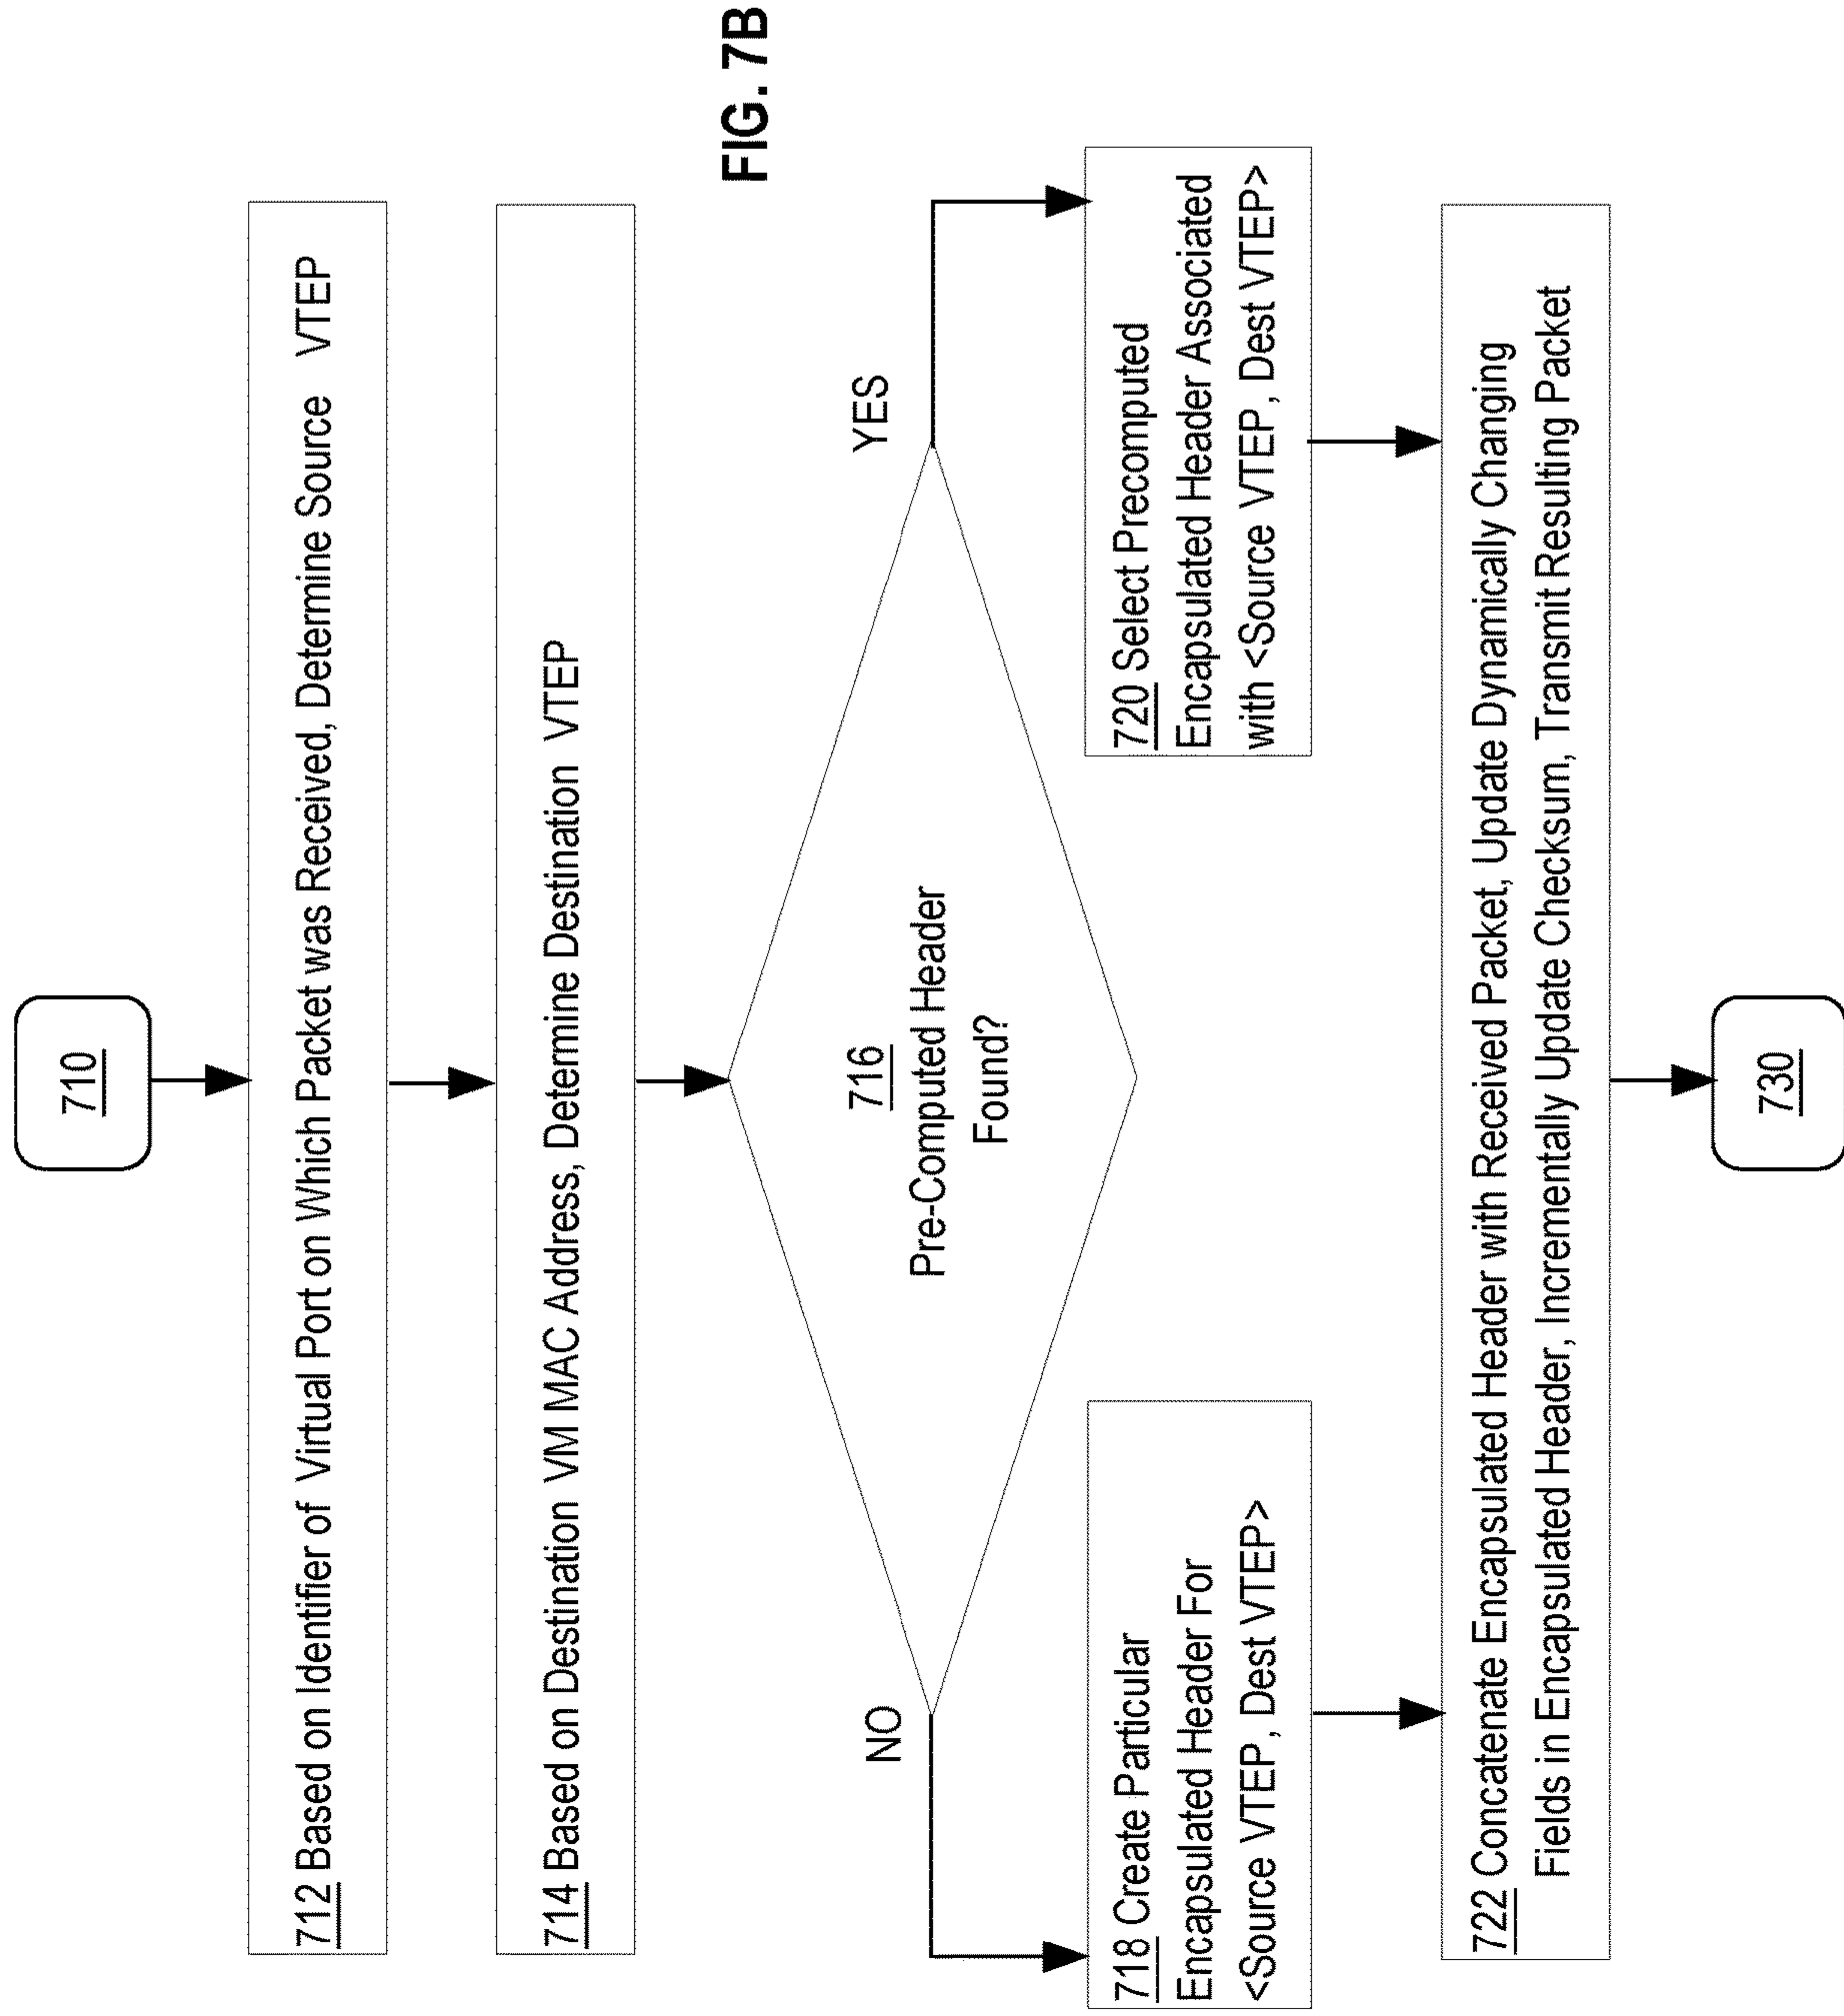 710
712 Based on Identifier of Virtual Port on Which Packet was Received, Determine Source VTEP
714 Based on Destination VM MAC Address, Determine Destination VTEP
716
Pre-Computed Header
Found?
NO
YES
718 Create Particular
Encapsulated Header For
<Source VTEP, Dest VTEP>
720 Select Precomputed
Encapsulated Header Associated
with <Source VTEP, Dest VTEP>
722 Concatenate Encapsulated Header with Received Packet, Update Dynamically Changing
Fields in Encapsulated Header, Incrementally Update Checksum, Transmit Resulting Packet
730
FIG. 7B